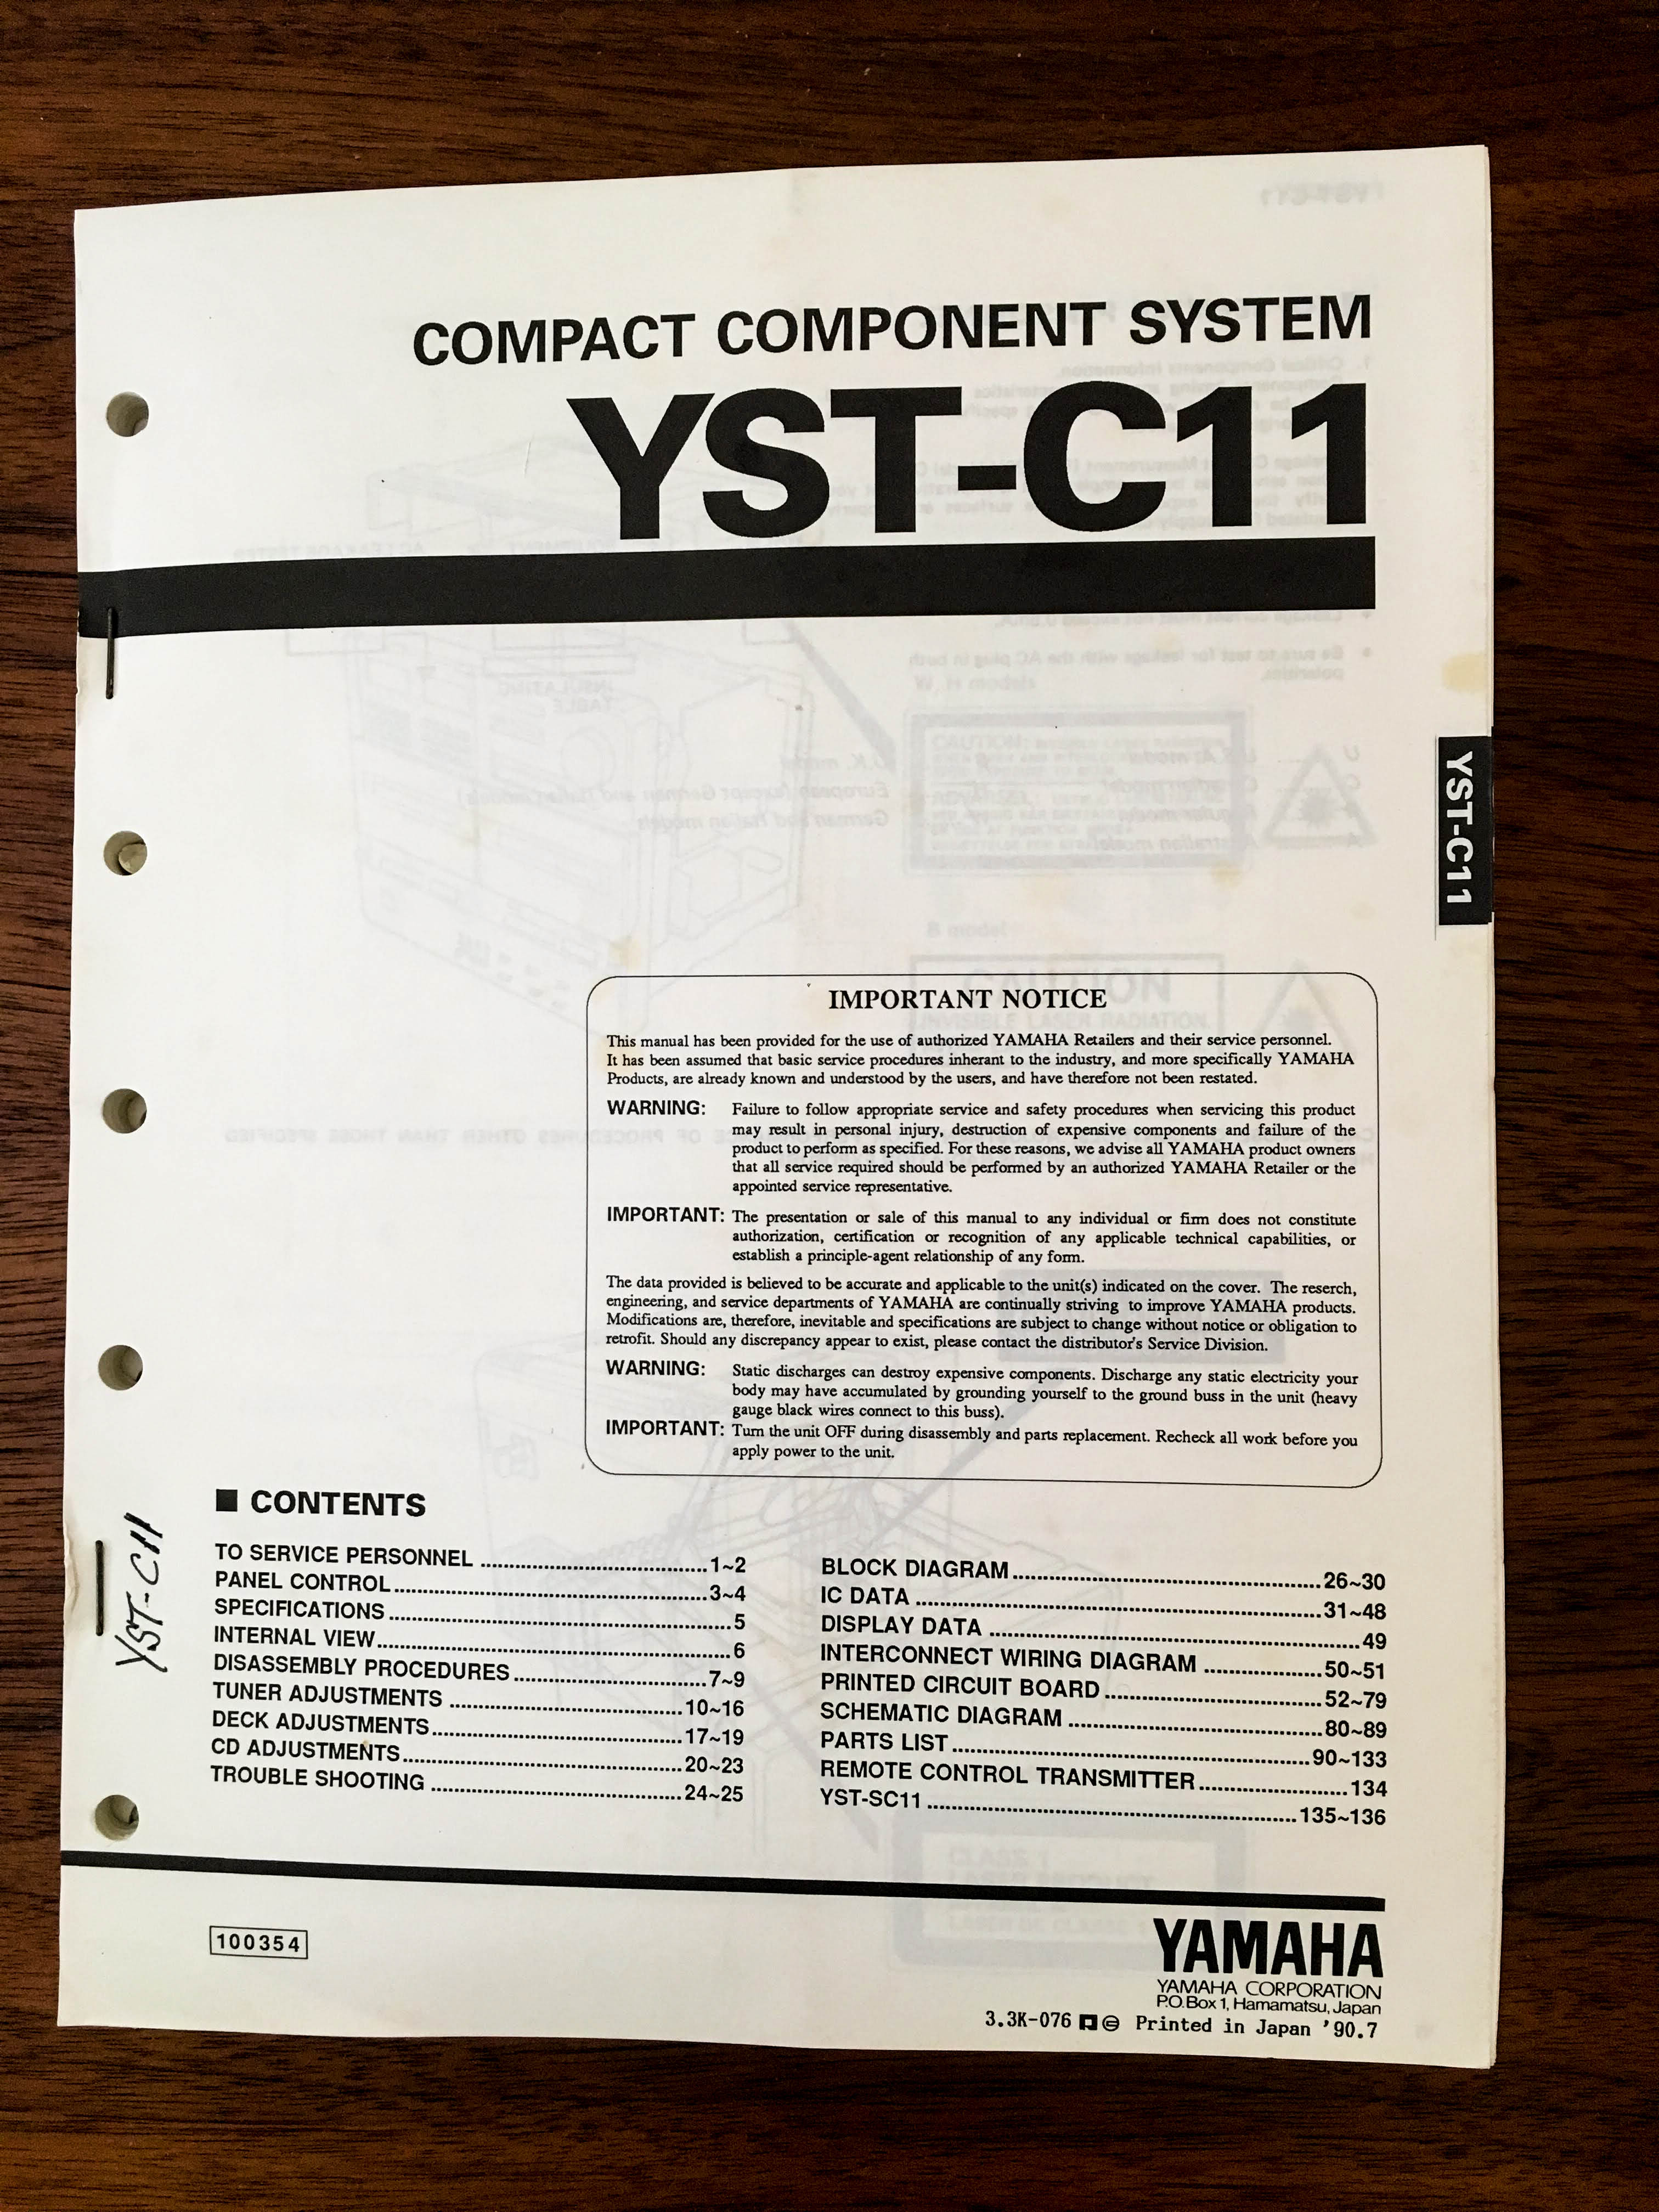 COMPACT COMPONENT SYSTEM
YST-C11
YST-C11
IMPORTANT NOTICE
This manual has been provided for the use of authorized YAMAHA Retailers and their service personnel.
It has been assumed that basic service procedures inherant to the industry, and more specifically YAMAHA
Products, are already known and understood by the users, and have therefore not been restated.
WARNING: Failure to follow appropriate service and safety procedures when servicing this product
may result in personal injury, destruction of expensive components and failure of the
product to perform as specified. For these reasons, we advise all YAMAHA product owners
that all service required should be performed by an authorized YAMAHA Retailer or the
appointed service representative.
IMPORTANT: The presentation or sale of this manual to any individual or firm does not constitute
authorization, certification or recognition of any applicable technical capabilities, or
establish a principle-agent relationship of any form.
The data provided is believed to be accurate and applicable to the unit(s) indicated on the cover. The reserch,
engineering, and service departments of YAMAHA are continually striving to improve YAMAHA products.
Modifications are, therefore, inevitable and specifications are subject to change without notice or obligation to
retrofit. Should any discrepancy appear to exist, please contact the distributor's Service Division.
WARNING: Static discharges can destroy expensive components. Discharge any static electricity your
body may have accumulated by grounding yourself to the ground buss in the unit (heavy
gauge black wires connect to this buss).
IMPORTANT: Turn the unit OFF during disassembly and parts replacement. Recheck all work before you
apply power to the unit.
■ CONTENTS
TO SERVICE PERSONNEL ........ 1~2
PANEL CONTROL ........ 3~4
SPECIFICATIONS ........ 5
INTERNAL VIEW ........ 6
DISASSEMBLY PROCEDURES ........ 7~9
TUNER ADJUSTMENTS ........ 10~16
DECK ADJUSTMENTS ........ 17~19
CD ADJUSTMENTS ........ 20~23
TROUBLE SHOOTING ........ 24~25
BLOCK DIAGRAM ........ 26~30
IC DATA ........ 31~48
DISPLAY DATA ........ 49
INTERCONNECT WIRING DIAGRAM ........ 50~51
PRINTED CIRCUIT BOARD ........ 52~79
SCHEMATIC DIAGRAM ........ 80~89
PARTS LIST ........ 90~133
REMOTE CONTROL TRANSMITTER ........ 134
YST-SC11 ........ 135~136
YST-C11
100354
YAMAHA
YAMAHA CORPORATION
P.O.Box 1, Hamamatsu, Japan
3.3K-076 Printed in Japan '90.7